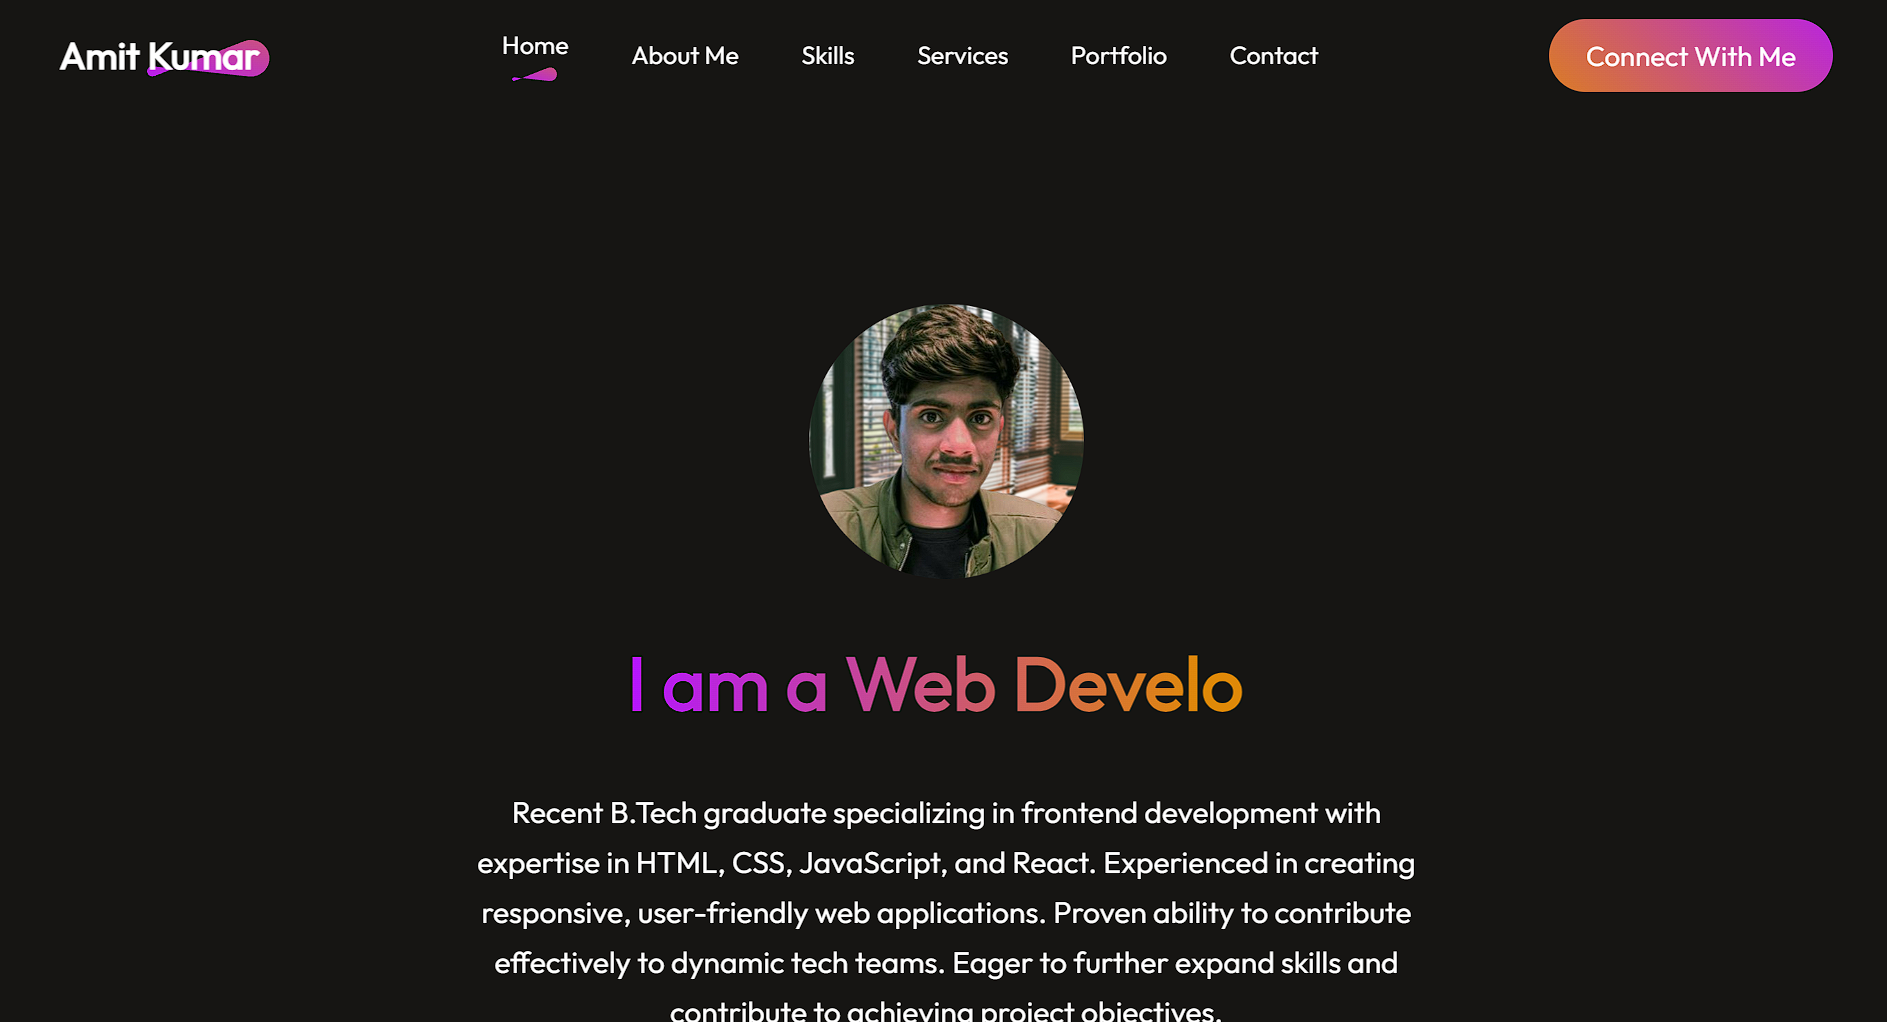 Amit Kumar
Home
About Me
Skills
Services
Portfolio
Contact
Connect With Me
I am a Web Develo
Recent B.Tech graduate specializing in frontend development with
expertise in HTML, CSS, JavaScript, and React. Experienced in creating
responsive, user-friendly web applications. Proven ability to contribute
effectively to dynamic tech teams. Eager to further expand skills and
contribute to achieving project objectives.